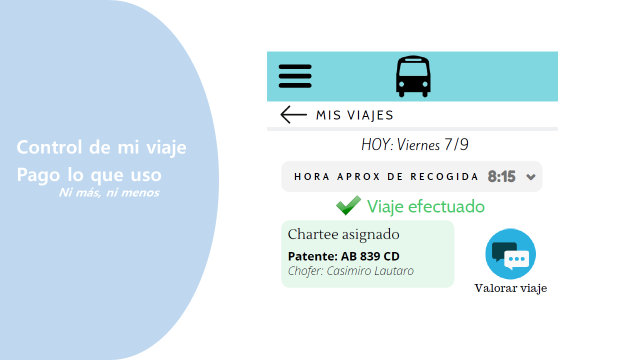 Control de mi viaje
Pago lo que uso
Ni más, ni menos
MIS VIAJES
HOY: Viernes 7/9
HORA APROX DE RECOGIDA 8:15
Viaje efectuado
Chartee asignado
Patente: AB 839 CD
Chofer: Casimiro Lautaro
Valorar viaje